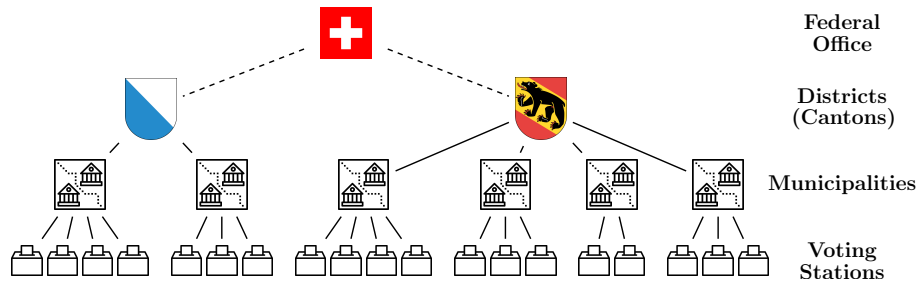 Federal
Office
Districts
(Cantons)
Municipalities
Voting
Stations